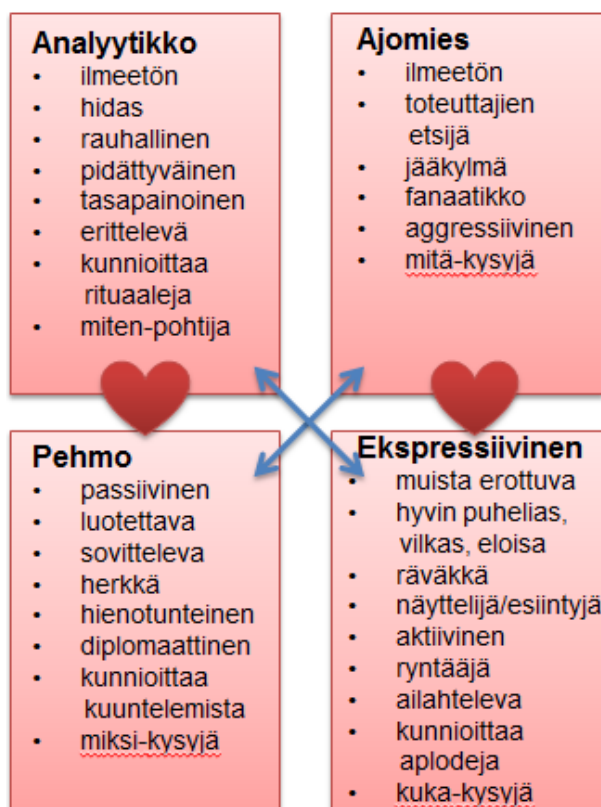 Analyytikko
• ilmeetön
• hidas
• rauhallinen
• pidättyväinen
• tasapainoinen
• erittelevä
• kunnioittaa
rituaaleja
• miten-pohtija
Ajomies
• ilmeetön
• toteuttajien
etsijä
• jääkylmä
• fanaatikko
• aggressiivinen
• mitä-kysyjä
Pehmo
• passiivinen
• luotettava
• sovitteleva
• herkkä
• hienotunteinen
• diplomaattinen
• kunnioittaa
kuuntelemista
• miksi-kysyjä
Ekspressiivinen
• muista erottuva
• hyvin puhelias,
vilkas, eloisa
• räväkkä
• näyttelijä/esiintyjä
• aktiivinen
• ryntääjä
• ailahteleva
• kunnioittaa
aplodeja
• kuka-kysyjä